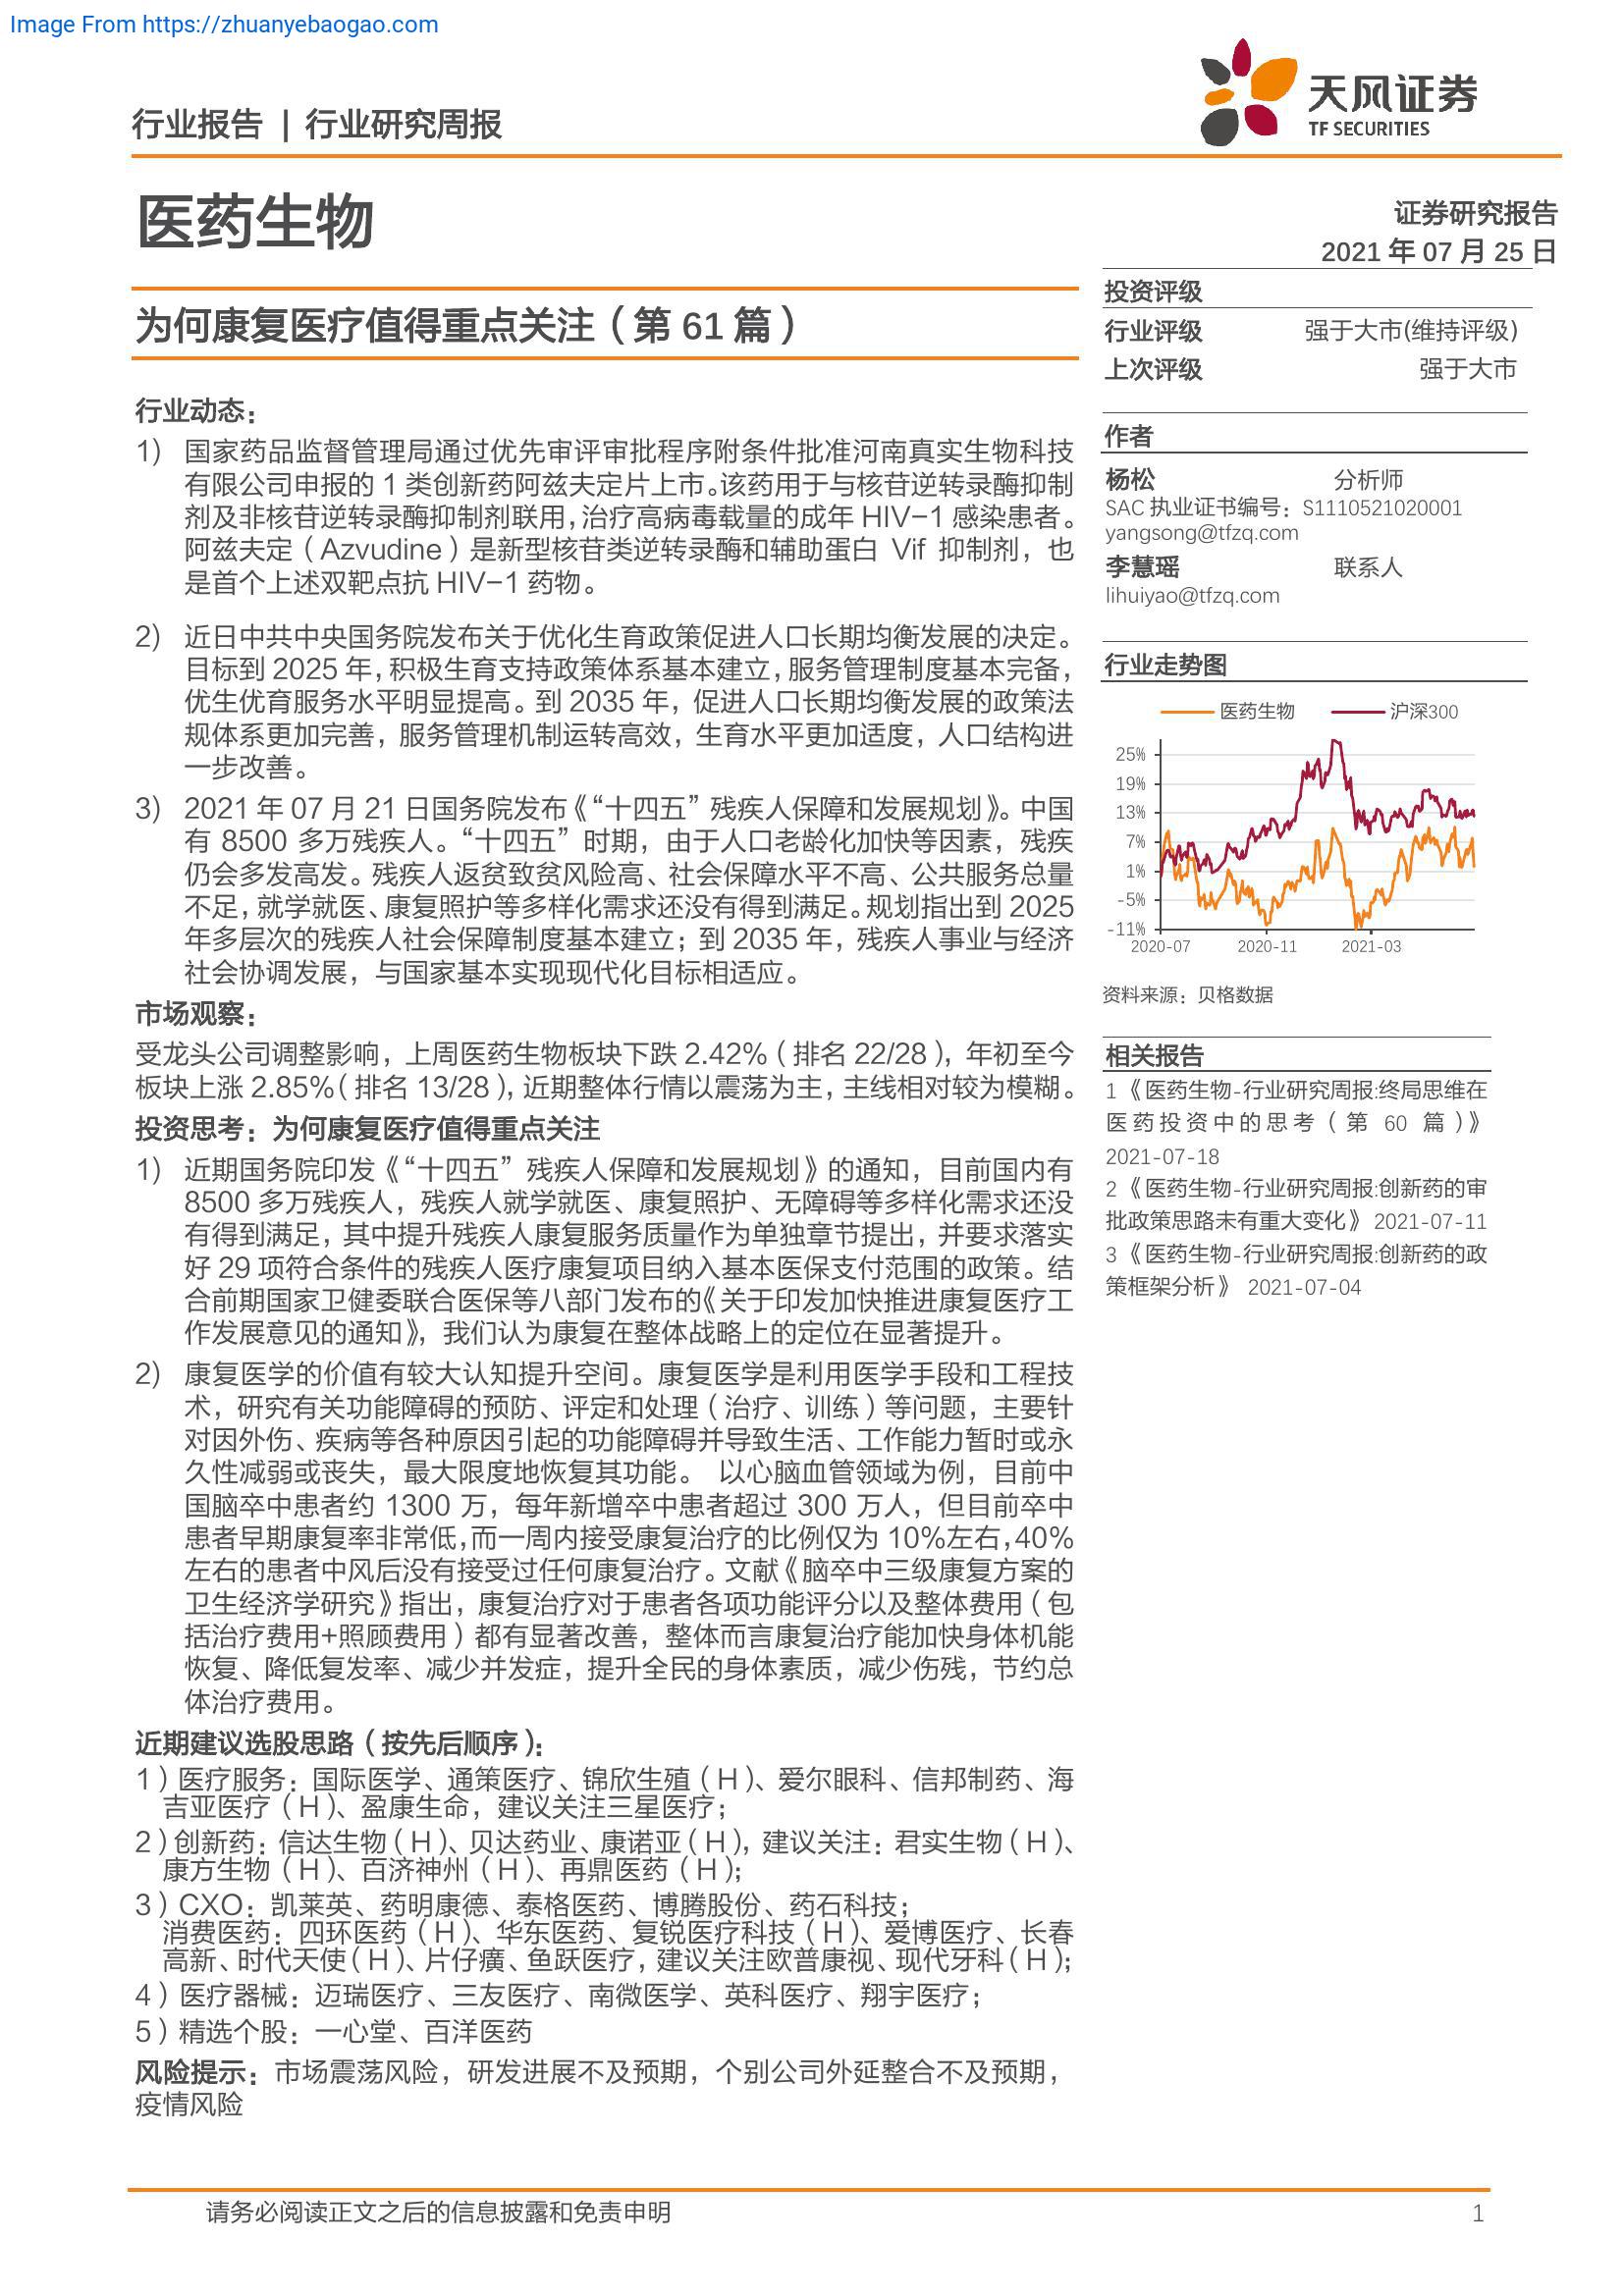 Image From https://zhuanyebaogao.com
行业报告 | 行业研究周报
天风证券
TF SECURITIES
医药生物
证券研究报告
2021 年 07 月 25 日
为何康复医疗值得重点关注（第 61 篇）
行业动态：
1） 国家药品监督管理局通过优先审评审批程序附条件批准河南真实生物科技
有限公司申报的 1 类创新药阿兹夫定片上市。该药用于与核苷逆转录酶抑制
剂及非核苷逆转录酶抑制剂联用，治疗高病毒载量的成年 HIV-1 感染患者。
阿兹夫定（Azvudine）是新型核苷类逆转录酶和辅助蛋白 Vif 抑制剂，也
是首个上述双靶点抗 HIV-1 药物。
2） 近日中共中央国务院发布关于优化生育政策促进人口长期均衡发展的决定。
目标到 2025 年，积极生育支持政策体系基本建立，服务管理制度基本完备，
优生优育服务水平明显提高。到 2035 年，促进人口长期均衡发展的政策法
规体系更加完善，服务管理机制运转高效，生育水平更加适度，人口结构进
一步改善。
3） 2021 年 07 月 21 日国务院发布《“十四五”残疾人保障和发展规划》。中国
有 8500 多万残疾人。“十四五”时期，由于人口老龄化加快等因素，残疾
仍会多发高发。残疾人返贫致贫风险高、社会保障水平不高、公共服务总量
不足，就学就医、康复照护等多样化需求还没有得到满足。规划指出到 2025
年多层次的残疾人社会保障制度基本建立；到 2035 年，残疾人事业与经济
社会协调发展，与国家基本实现现代化目标相适应。
市场观察：
受龙头公司调整影响，上周医药生物板块下跌 2.42%（排名 22/28），年初至今
板块上涨 2.85%（排名 13/28），近期整体行情以震荡为主，主线相对较为模糊。
投资思考：为何康复医疗值得重点关注
1） 近期国务院印发《“十四五”残疾人保障和发展规划》的通知，目前国内有
8500 多万残疾人，残疾人就学就医、康复照护、无障碍等多样化需求还没
有得到满足，其中提升残疾人康复服务质量作为单独章节提出，并要求落实
好 29 项符合条件的残疾人医疗康复项目纳入基本医保支付范围的政策。结
合前期国家卫健委联合医保等八部门发布的《关于印发加快推进康复医疗工
作发展意见的通知》，我们认为康复在整体战略上的定位在显著提升。
2） 康复医学的价值有较大认知提升空间。康复医学是利用医学手段和工程技
术，研究有关功能障碍的预防、评定和处理（治疗、训练）等问题，主要针
对因外伤、疾病等各种原因引起的功能障碍并导致生活、工作能力暂时或永
久性减弱或丧失，最大限度地恢复其功能。 以心脑血管领域为例，目前中
国脑卒中患者约 1300 万，每年新增卒中患者超过 300 万人，但目前卒中
患者早期康复率非常低，而一周内接受康复治疗的比例仅为 10%左右，40%
左右的患者中风后没有接受过任何康复治疗。文献《脑卒中三级康复方案的
卫生经济学研究》指出，康复治疗对于患者各项功能评分以及整体费用（包
括治疗费用+照顾费用）都有显著改善，整体而言康复治疗能加快身体机能
恢复、降低复发率、减少并发症，提升全民的身体素质，减少伤残，节约总
体治疗费用。
近期建议选股思路（按先后顺序）：
1）医疗服务：国际医学、通策医疗、锦欣生殖（H）、爱尔眼科、信邦制药、海
吉亚医疗（H）、盈康生命，建议关注三星医疗；
2）创新药：信达生物（H）、贝达药业、康诺亚（H），建议关注：君实生物（H）、
康方生物（H）、百济神州（H）、再鼎医药（H）；
3）CXO：凯莱英、药明康德、泰格医药、博腾股份、药石科技；
消费医药：四环医药（H）、华东医药、复锐医疗科技（H）、爱博医疗、长春
高新、时代天使（H）、片仔癀、鱼跃医疗，建议关注欧普康视、现代牙科（H）；
4）医疗器械：迈瑞医疗、三友医疗、南微医学、英科医疗、翔宇医疗；
5）精选个股：一心堂、百洋医药
风险提示：市场震荡风险，研发进展不及预期，个别公司外延整合不及预期，
疫情风险
投资评级
行业评级 强于大市(维持评级)
上次评级 强于大市
作者
杨松 分析师
SAC 执业证书编号：S1110521020001
yangsong@tfzq.com
李慧瑶 联系人
lihuiyao@tfzq.com
行业走势图
医药生物 沪深300
25%
19%
13%
7%
1%
-5%
-11%
2020-07 2020-11 2021-03
资料来源：贝格数据
相关报告
1 《医药生物-行业研究周报:终局思维在
医药投资中的思考（第 60 篇）》
2021-07-18
2 《医药生物-行业研究周报:创新药的审
批政策思路未有重大变化》 2021-07-11
3 《医药生物-行业研究周报:创新药的政
策框架分析》 2021-07-04
请务必阅读正文之后的信息披露和免责申明 1